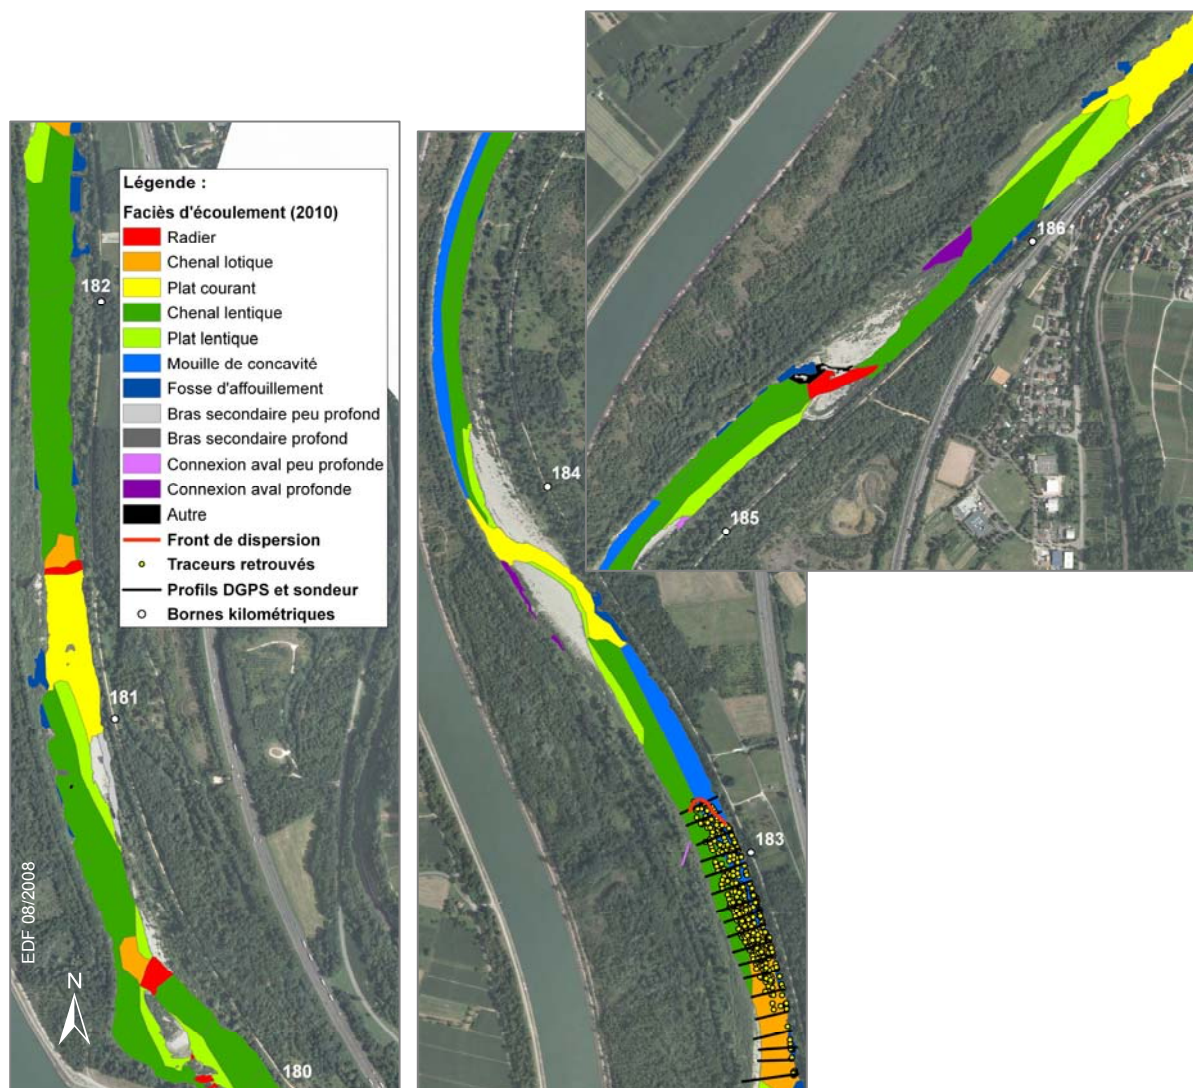 Légende :
Faciès d'écoulement (2010)
Radier
Chenal lotique
Plat courant
Chenal lentique
Plat lentique
Mouille de concavité
Fosse d'affouillement
Bras secondaire peu profond
Bras secondaire profond
Connexion aval peu profonde
Connexion aval profonde
Autre
Front de dispersion
Traceurs retrouvés
Profils DGPS et sondeur
Bornes kilométriques
182
181
180
EDF 08/2008
N
184
183
186
185